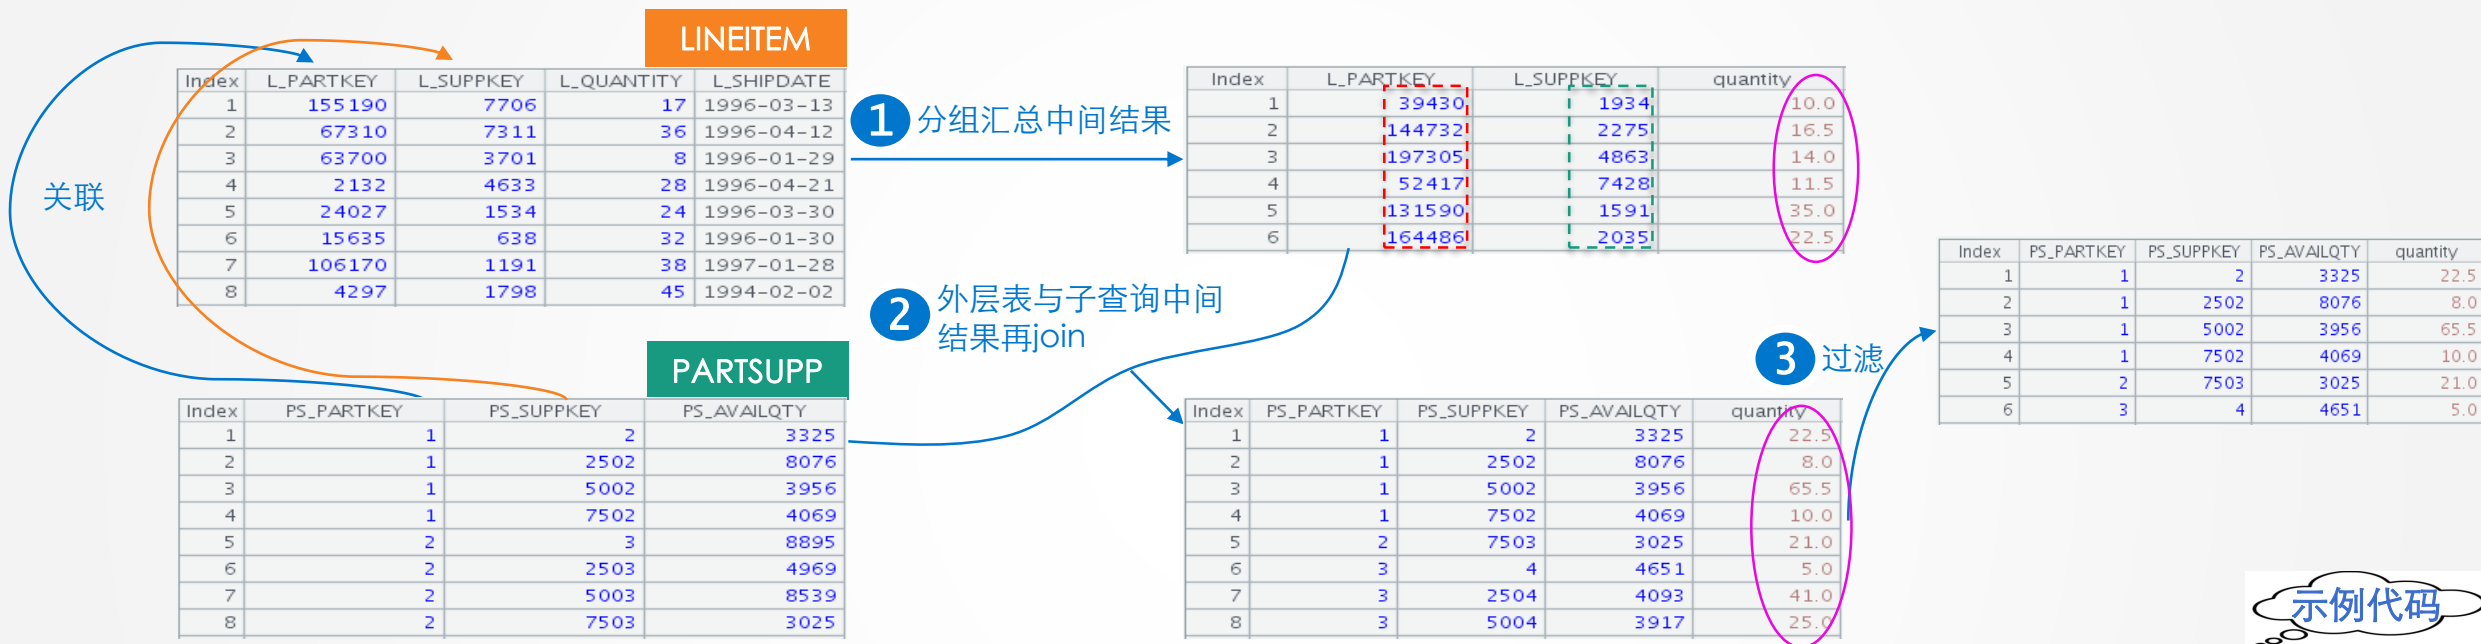 LINEITEM
Index L_PARTKEY L_SUPPKEY L_QUANTITY L_SHIPDATE
1 155190 7706 17 1996-03-13
2 67310 7311 36 1996-04-12
3 63700 3701 8 1996-01-29
4 2132 4633 28 1996-04-21
5 24027 1534 24 1996-03-30
6 15635 638 32 1996-01-30
7 106170 1191 38 1997-01-28
8 4297 1798 45 1994-02-02
关联
1 分组汇总中间结果
Index L_PARTKEY L_SUPPKEY quantity
1 39430 1934 10.0
2 144732 2275 16.5
3 197305 4863 14.0
4 52417 7428 11.5
5 131590 1591 35.0
6 164486 2035 22.5
2 外层表与子查询中间
结果再join
PARTSUPP
Index PS_PARTKEY PS_SUPPKEY PS_AVAILQTY
1 1 2 3325
2 1 2502 8076
3 1 5002 3956
4 1 7502 4069
5 2 3 8895
6 2 2503 4969
7 2 5003 8539
8 2 7503 3025
Index PS_PARTKEY PS_SUPPKEY PS_AVAILQTY quantity
1 1 2 3325 22.5
2 1 2502 8076 8.0
3 1 5002 3956 65.5
4 1 7502 4069 10.0
5 2 7503 3025 21.0
6 3 4 4651 5.0
7 3 2504 4093 41.0
8 3 5004 3917 25.0
3 过滤
Index PS_PARTKEY PS_SUPPKEY PS_AVAILQTY quantity
1 1 2 3325 22.5
2 1 2502 8076 8.0
3 1 5002 3956 65.5
4 1 7502 4069 10.0
5 2 7503 3025 21.0
6 3 4 4651 5.0
示例代码